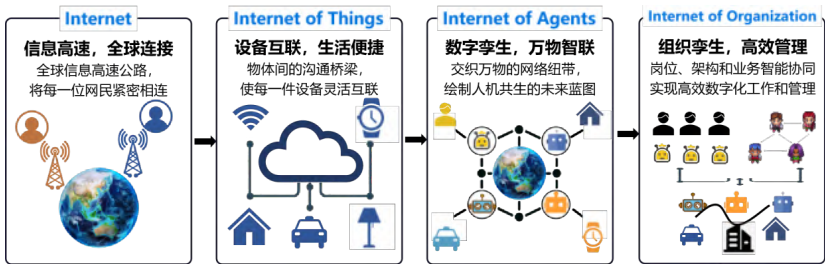 Internet
信息高速，全球连接
全球信息高速公路，
将每一位网民紧密相连
Internet of Things
设备互联，生活便捷
物体间的沟通桥梁，
使每一件设备灵活互联
Internet of Agents
数字孪生，万物智联
交织万物的网络纽带，
绘制人机共生的未来蓝图
Internet of Organization
组织孪生，高效管理
岗位、架构和业务智能协同
实现高效数字化工作和管理